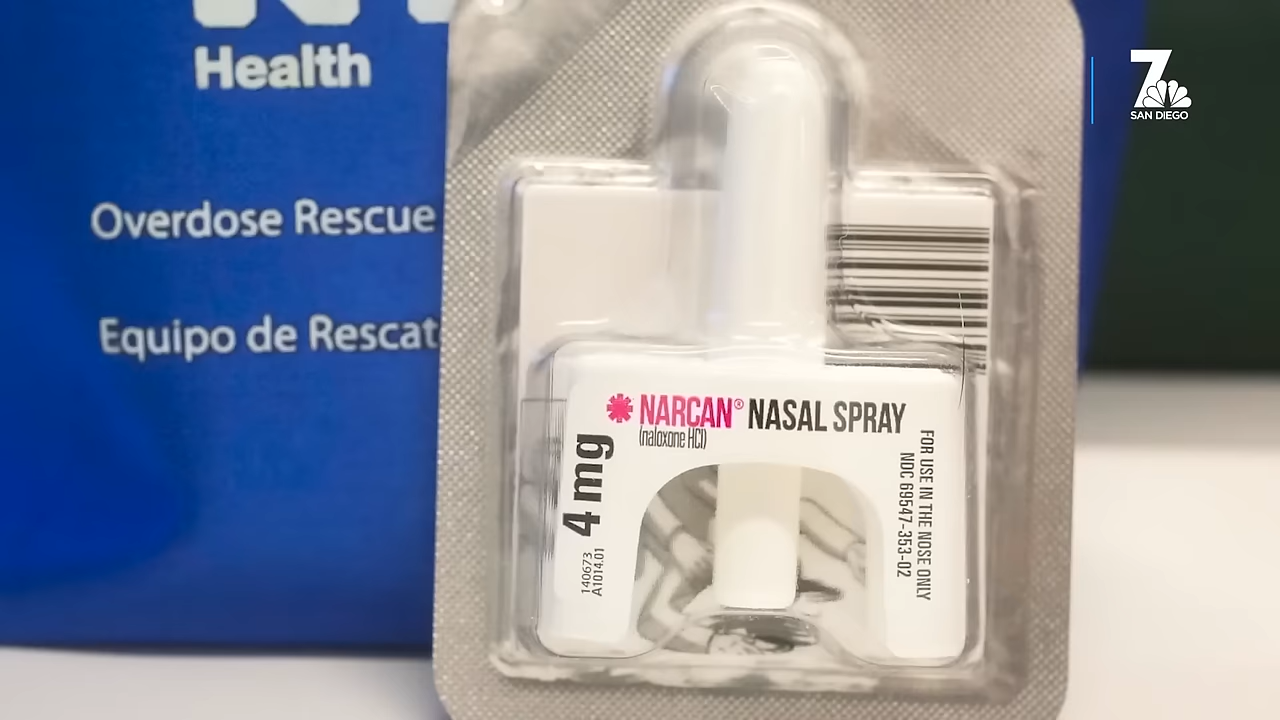 Health
Overdose Rescue
Equipo de
7
SAN DIEGO
NARCAN® NASAL SPRAY
(naloxone HCl)
4 mg
140673
A1014.01
FOR USE IN THE NOSE ONLY
NDC 69547-353-02